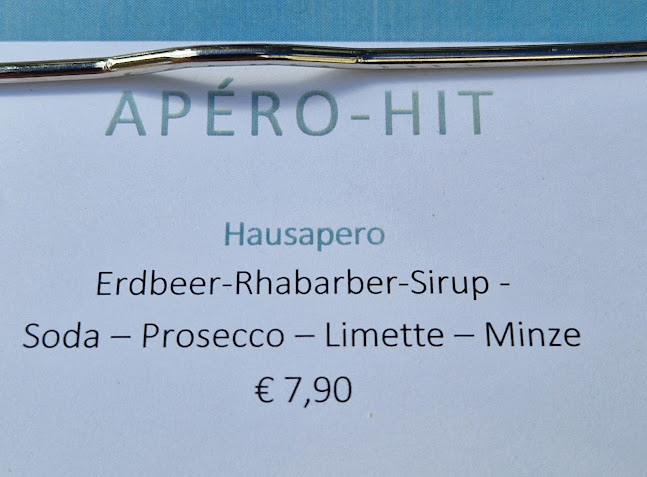 APÉRO-HIT
Hausapero
Erdbeer-Rhabarber-Sirup -
Soda – Prosecco – Limette – Minze
€ 7,90